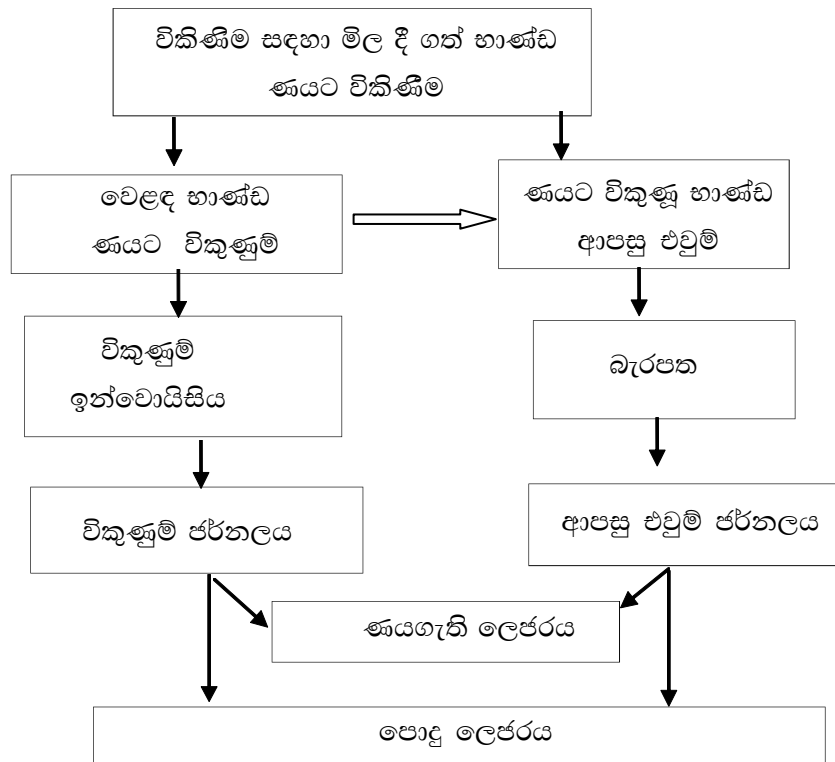 විකිණීම සඳහා මිල දී ගත් භාණ්ඩ
ණයට විකිණීම
වෙළඳ භාණ්ඩ
ණයට විකුණුම්
ණයට විකුණූ භාණ්ඩ
ආපසු එවුම්
විකුණුම්
ඉන්වොයිසිය
බැරපත
විකුණුම් ජර්නලය
ආපසු එවුම් ජර්නලය
ණයගැති ලෙජරය
පොදු ලෙජරය